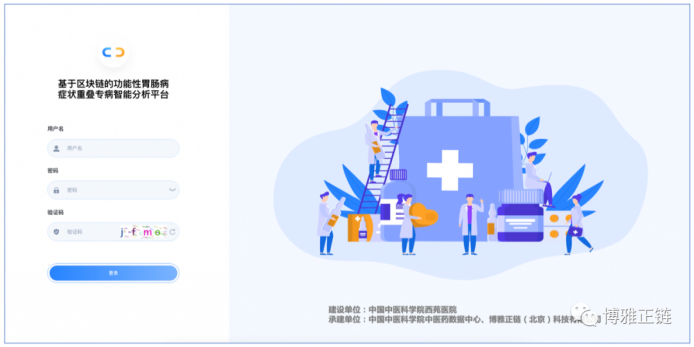 基于区块链的功能性胃肠病
症状重叠专病智能分析平台
用户名
用户名
密码
密码
验证码
验证码
登录
建设单位：中国中医科学院西苑医院
承建单位：中国中医科学院中医药数据中心、博雅正链（北京）科技有
博雅正链